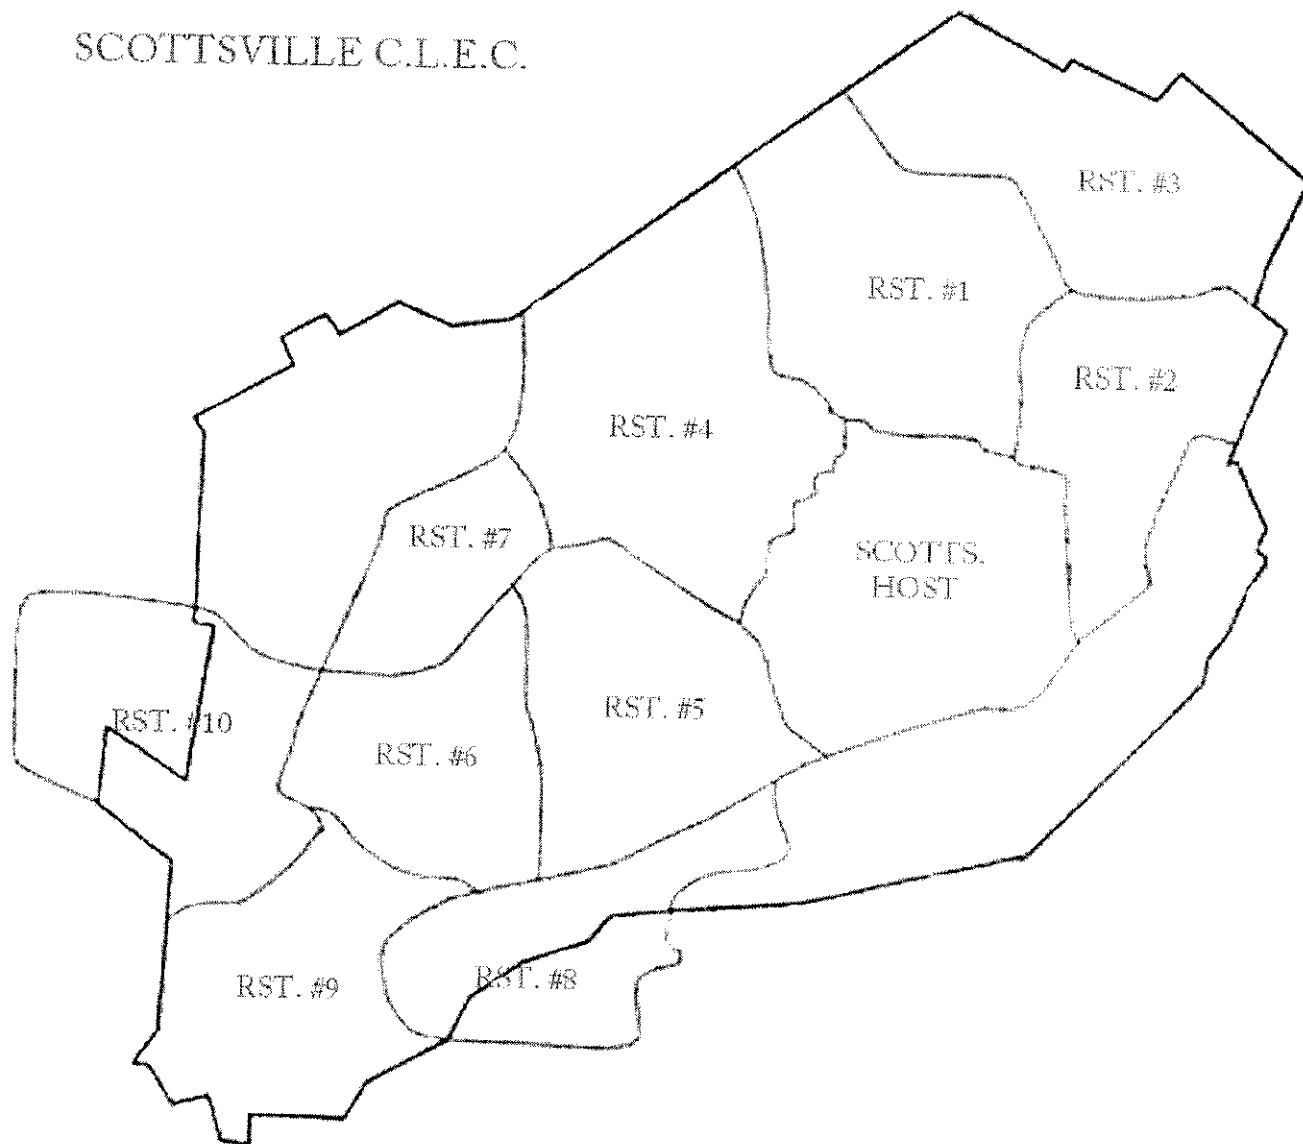 SCOTTSVILLE C.L.E.C.
RST. #3
RST. #1
RST. #2
RST. #4
RST. #7
SCOTTS.
HOST
RST. #10
RST. #5
RST. #6
RST. #9
RST. #8